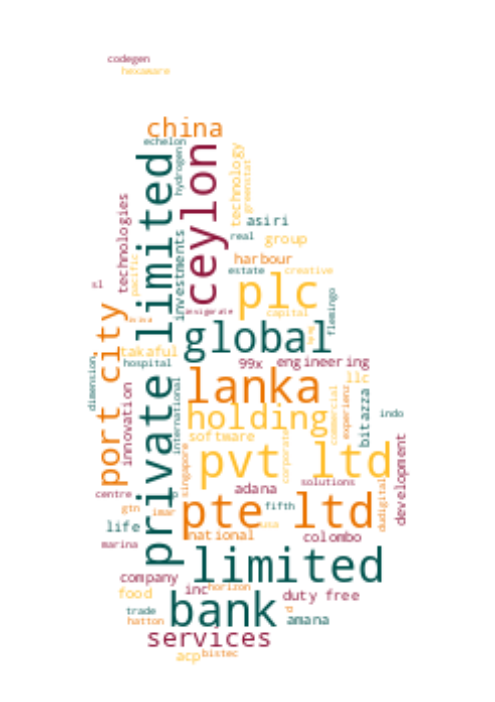 codegen
hexaware
china
echelon
private limited
ceylon
hydrogen
technology
greenstat
technologies
asiri
real
group
investments
pacific
harbour
estate
creative
sl
plc
port city
insigorate
capital
flemingo
global
takaful
hospital
99x
engineering
dimension
lanka
llc
innovation
international
holding
commercial
experienz
bitazza
indo
software
pvt ltd
corporate
singapore
solutions
development
centre
adana
pte ltd
fifth
dudigital
gtn
imar
life
usa
national
colombo
marina
limited
company
inc
horizon
food
duty free
bank
trade
hatton
amana
services
acp
bistec